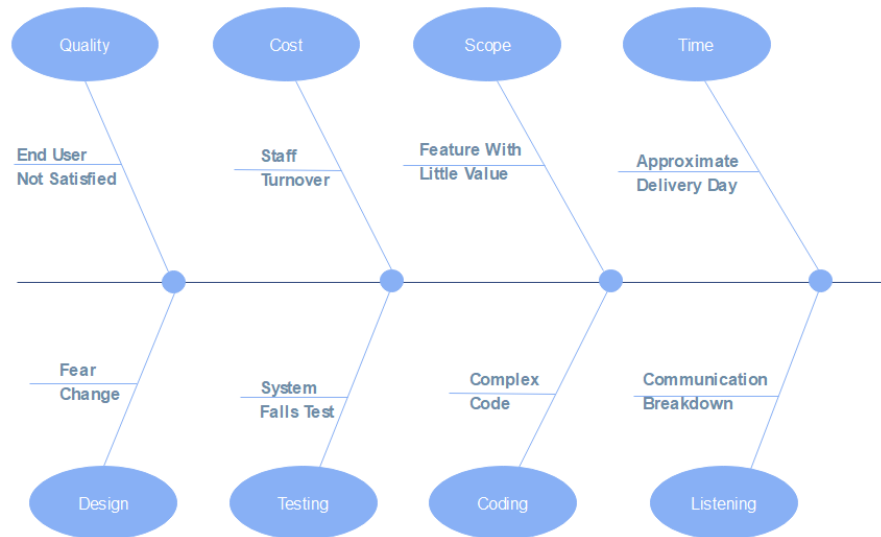 Quality
Cost
Scope
Time
End User
Not Satisfied
Staff
Turnover
Feature With
Little Value
Approximate
Delivery Day
Fear
Change
System
Falls Test
Complex
Code
Communication
Breakdown
Design
Testing
Coding
Listening